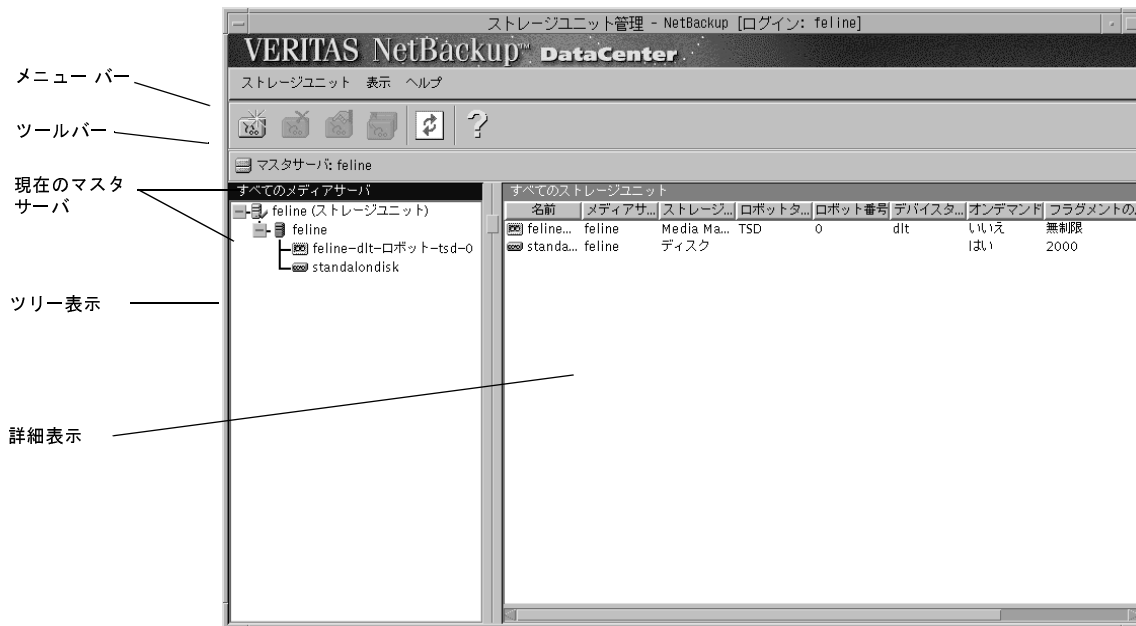 ストレージユニット管理 - NetBackup [ログイン: feline]
VERITAS NetBackup™ DataCenter
メニュー バー
ストレージユニット 表示 ヘルプ
ツールバー
マスタサーバ: feline
現在のマスタ
サーバ
すべてのメディアサーバ
feline (ストレージユニット)
feline
feline-dlt-ロボット-tsd-0
standalondisk
すべてのストレージユニット
名前 メディアサ... ストレージ... ロボットタ... ロボット番号 デバイスタ... オンデマンド フラグメントの
feline... feline Media Ma... TSD 0 dlt いいえ 無制限
standa... feline ディスク はい 2000
ツリー表示
詳細表示